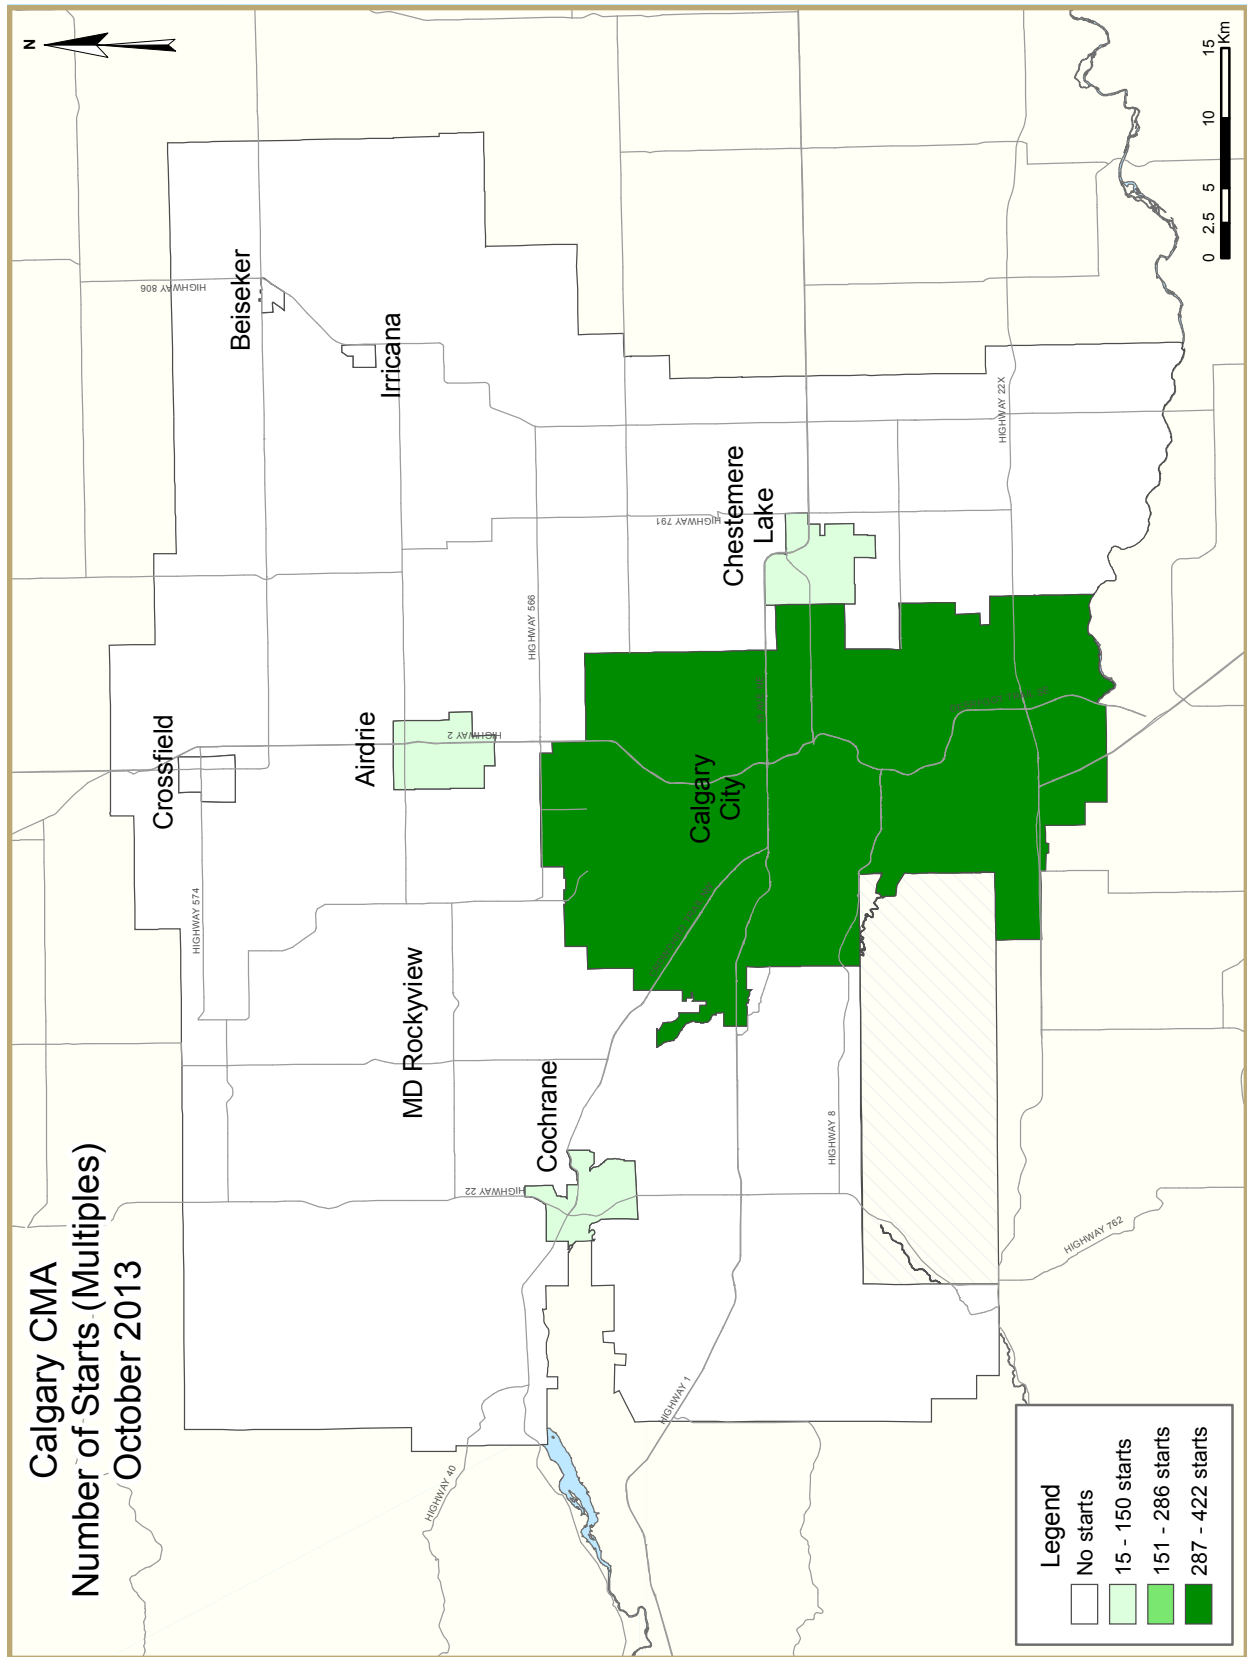 Calgary CMA
Number of Starts (Multiples)
October 2013
N
Beiseker
HIGHWAY 806
Irricana
Crossfield
HIGHWAY 574
Airdrie
HIGHWAY 2
HIGHWAY 566
MD Rockyview
Cochrane
HIGHWAY 22
HIGHWAY 40
Calgary
City
Chestemere
Lake
HIGHWAY 791
HIGHWAY 22X
HIGHWAY 1
HIGHWAY 8
HIGHWAY 762
Legend
No starts
15 - 150 starts
151 - 286 starts
287 - 422 starts
0 2.5 5 10 15
Km